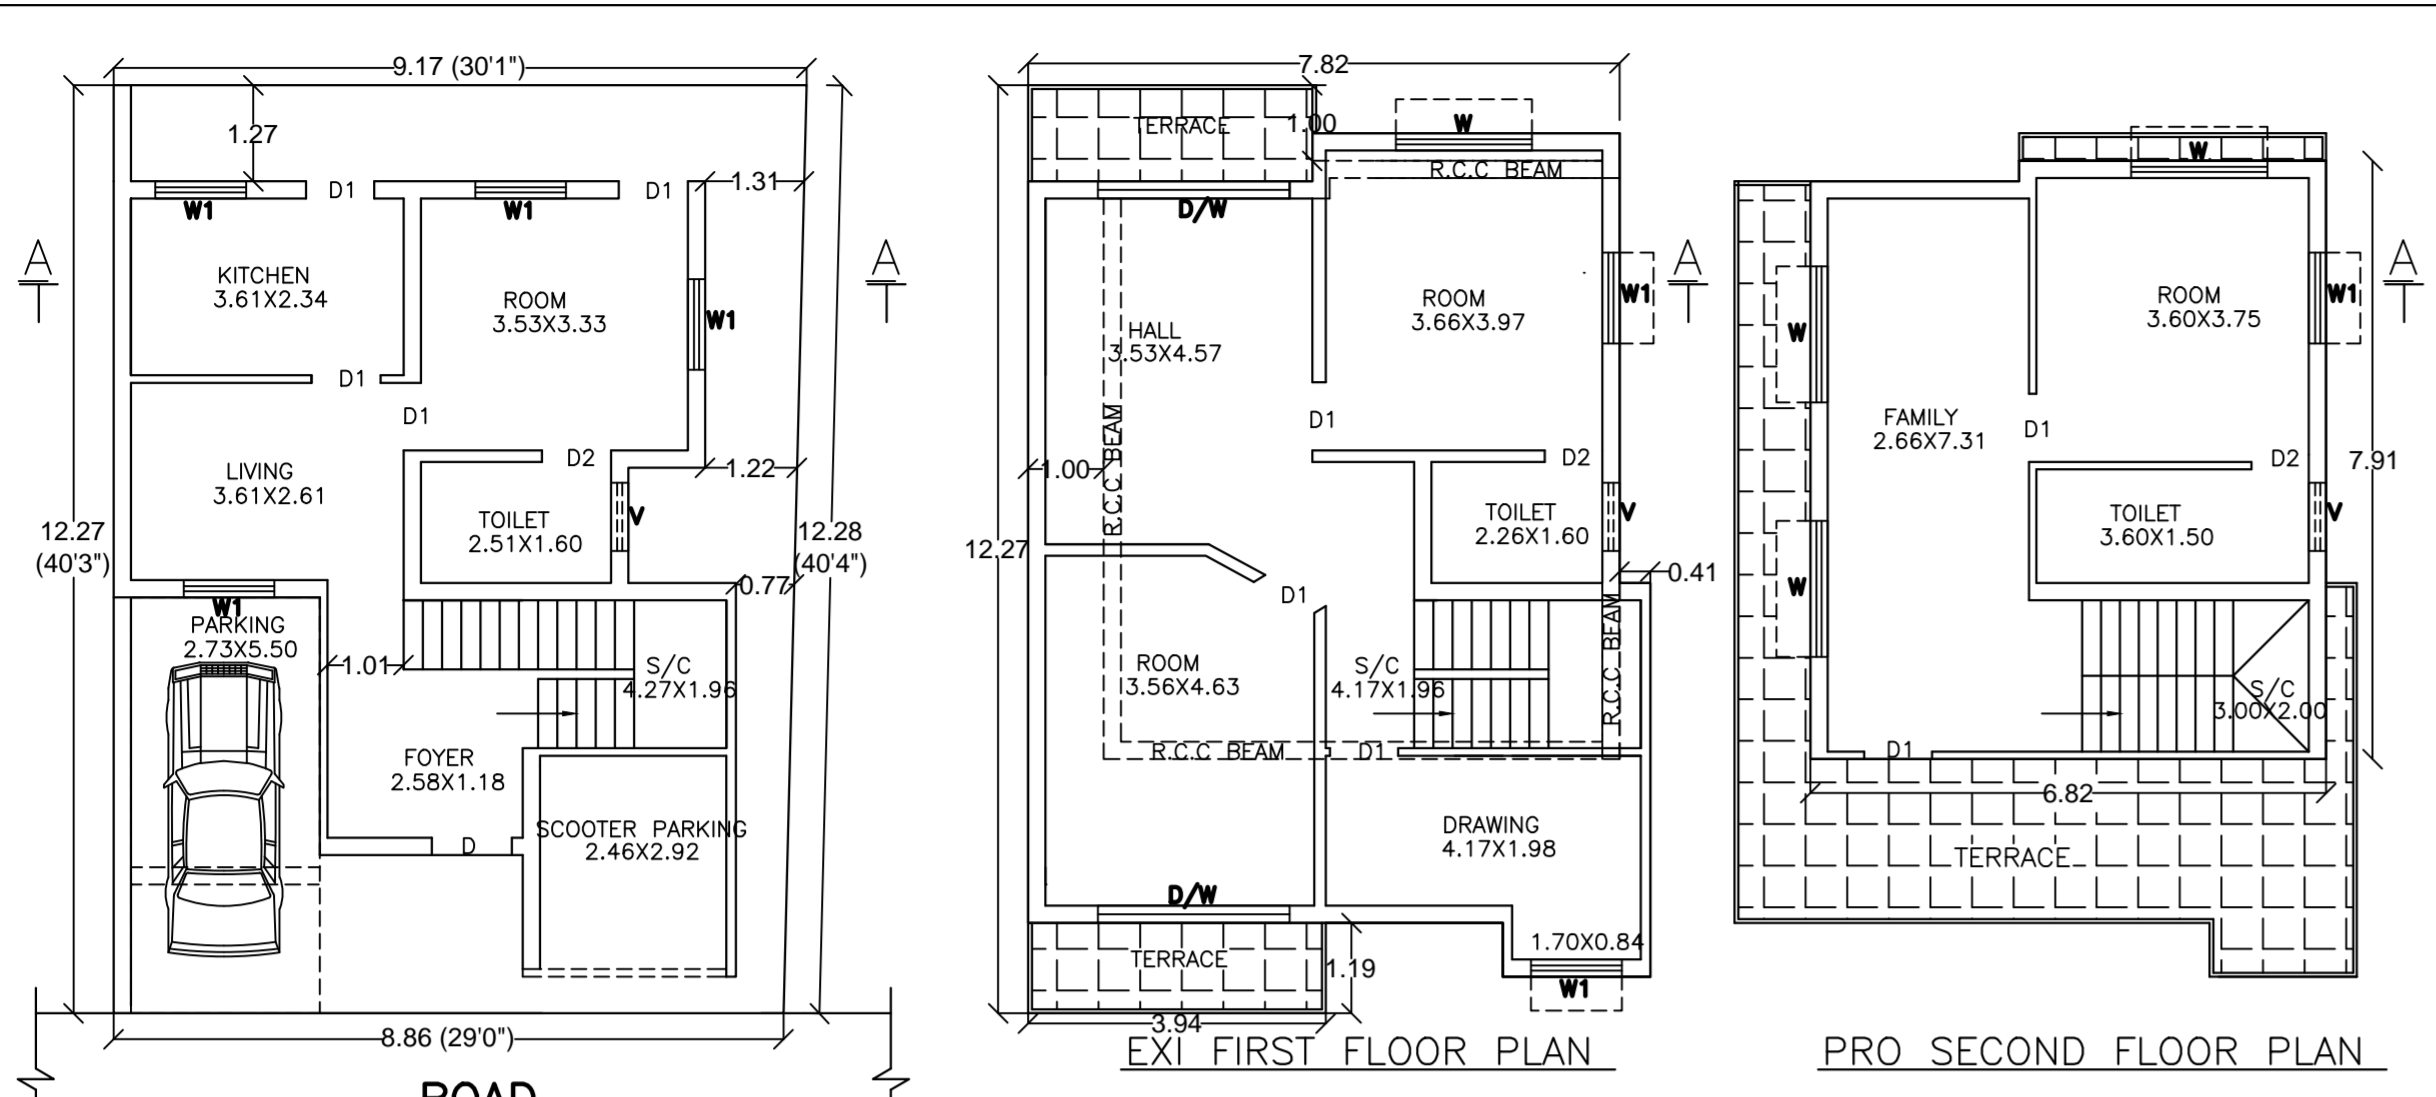 9.17 (30'1")
1.27
D1
D1
1.31
W1
W1
A
A
KITCHEN
3.61X2.34
ROOM
3.53X3.33
W1
D1
D1
LIVING
3.61X2.61
D2
1.22
TOILET
2.51X1.60
V
12.27
(40'3")
12.28
(40'4")
0.77
W1
PARKING
2.73X5.50
1.01
S/C
4.27X1.96
FOYER
2.58X1.18
D
SCOOTER PARKING
2.46X2.92
8.86 (29'0")
ROAD
7.82
TERRACE
1.00
W
R.C.C BEAM
D/W
A
HALL
3.53X4.57
ROOM
3.66X3.97
W1
D1
R.C.C BEAM
1.00
D2
TOILET
2.26X1.60
V
12.27
0.41
D1
ROOM
3.56X4.63
S/C
4.17X1.96
R.C.C BEAM
R.C.C BEAM
D1
DRAWING
4.17X1.98
D/W
1.70X0.84
TERRACE
1.19
W1
3.94
EXI FIRST FLOOR PLAN
W
A
ROOM
3.60X3.75
W1
W
FAMILY
2.66X7.31
D1
D2
7.91
TOILET
3.60X1.50
V
W
S/C
3.00X2.00
D1
6.82
TERRACE
PRO SECOND FLOOR PLAN